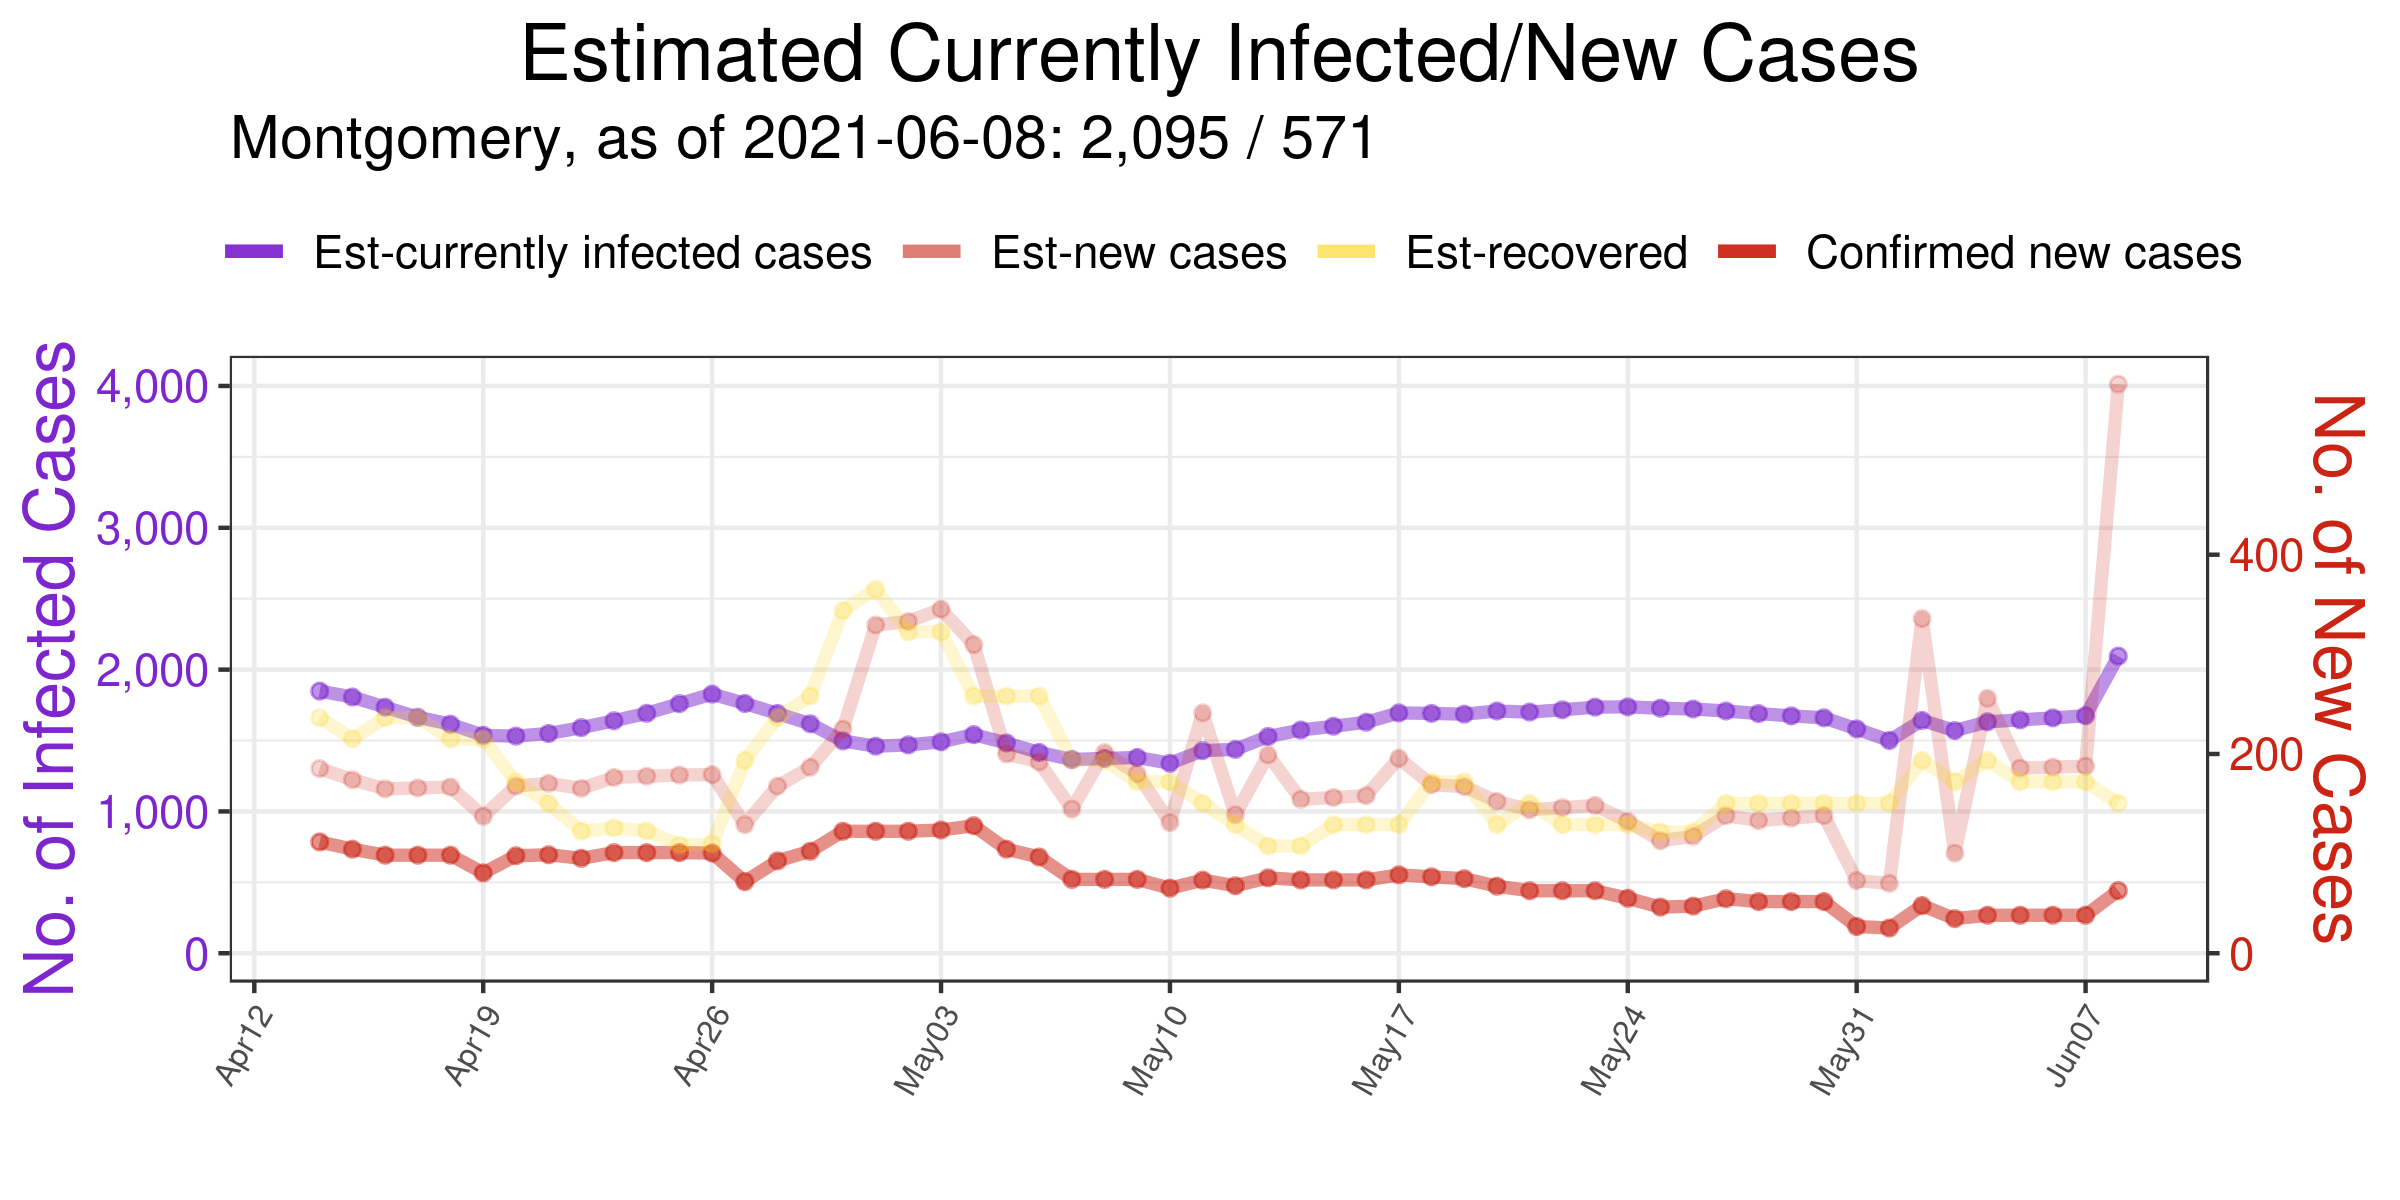 Estimated Currently Infected/New Cases
Montgomery, as of 2021-06-08: 2,095 / 571
Est-currently infected cases Est-new cases Est-recovered Confirmed new cases
No. of Infected Cases
4,000
3,000
2,000
1,000
0
400
200
0
No. of New Cases
Apr12 Apr19 Apr26 May03 May10 May17 May24 May31 Jun07